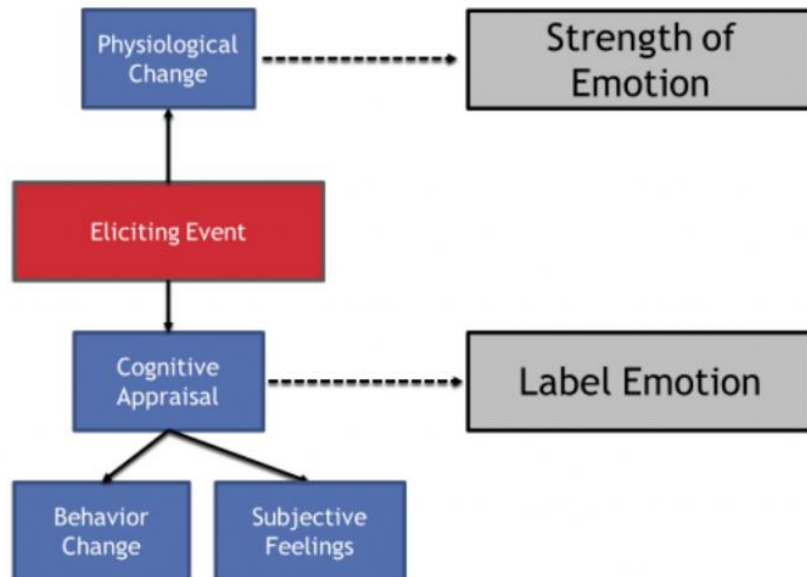 Physiological
Change
Strength of
Emotion
Eliciting Event
Cognitive
Appraisal
Label Emotion
Behavior
Change
Subjective
Feelings